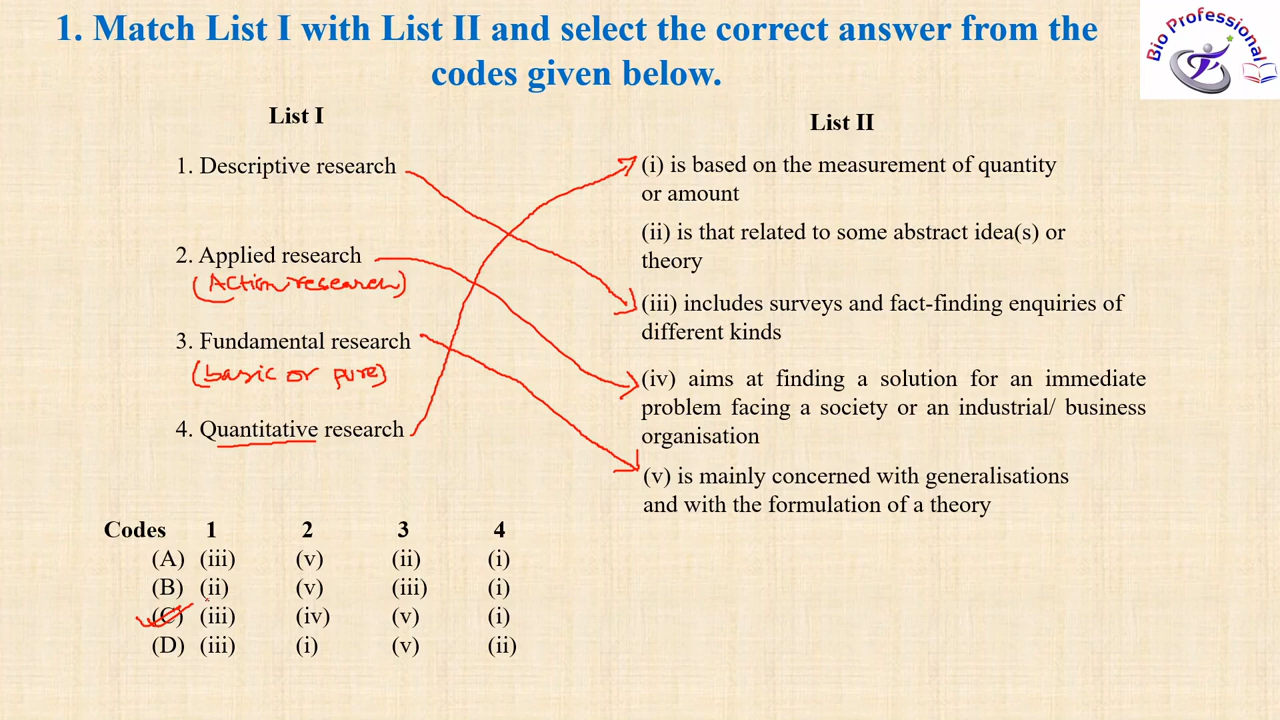 1. Match List I with List II and select the correct answer from the
codes given below.
Bio Professional
List I
List II
1. Descriptive research
(i) is based on the measurement of quantity
or amount
(ii) is that related to some abstract idea(s) or
theory
2. Applied research
(Action research)
(iii) includes surveys and fact-finding enquiries of
different kinds
3. Fundamental research
(basic or pure)
(iv) aims at finding a solution for an immediate
problem facing a society or an industrial/ business
organisation
4. Quantitative research
(v) is mainly concerned with generalisations
and with the formulation of a theory
Codes 1 2 3 4
(A) (iii) (v) (ii) (i)
(B) (ii) (v) (iii) (i)
(C) (iii) (iv) (v) (i)
(D) (iii) (i) (v) (ii)